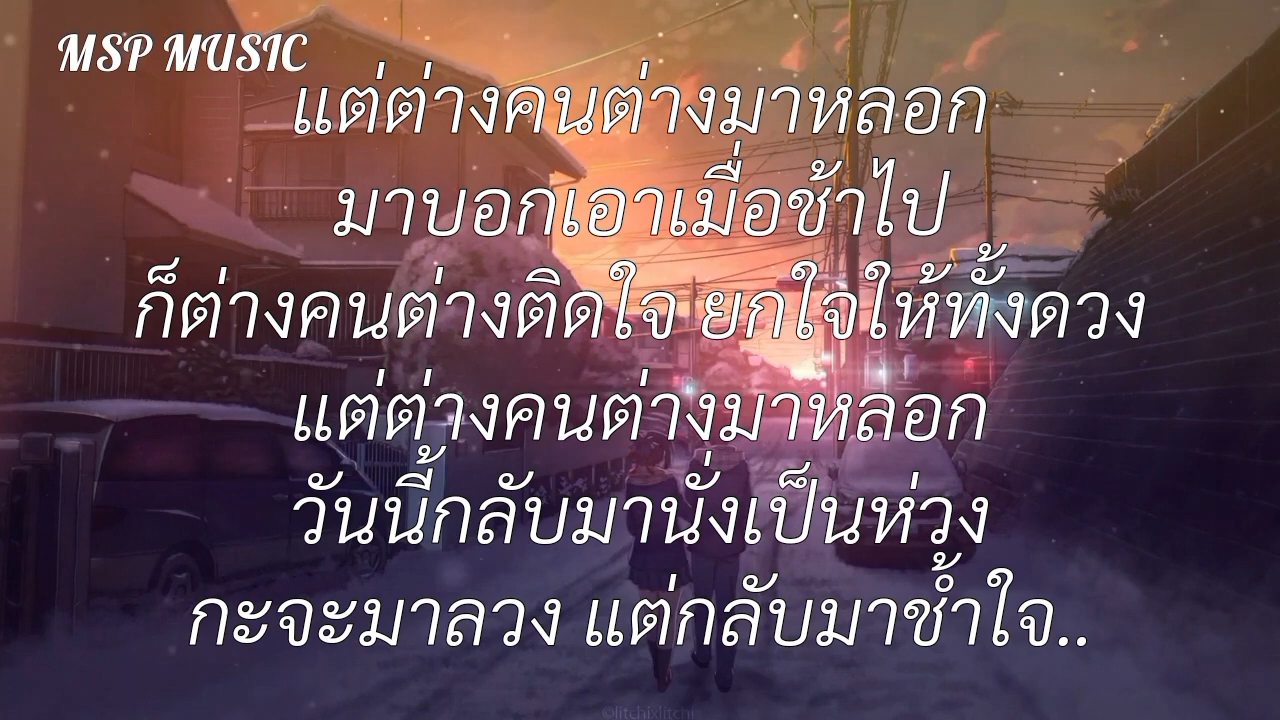 MSP MUSIC
แต่ต่างคนต่างมาหลอก
มาบอกเอาเมื่อช้าไป
ก็ต่างคนต่างติดใจ ยกใจให้ทั้งดวง
แต่ต่างคนต่างมาหลอก
วันนี้กลับมานั่งเป็นห่วง
กะจะมาลวง แต่กลับมาช้ำใจ..
©litchixlitchi